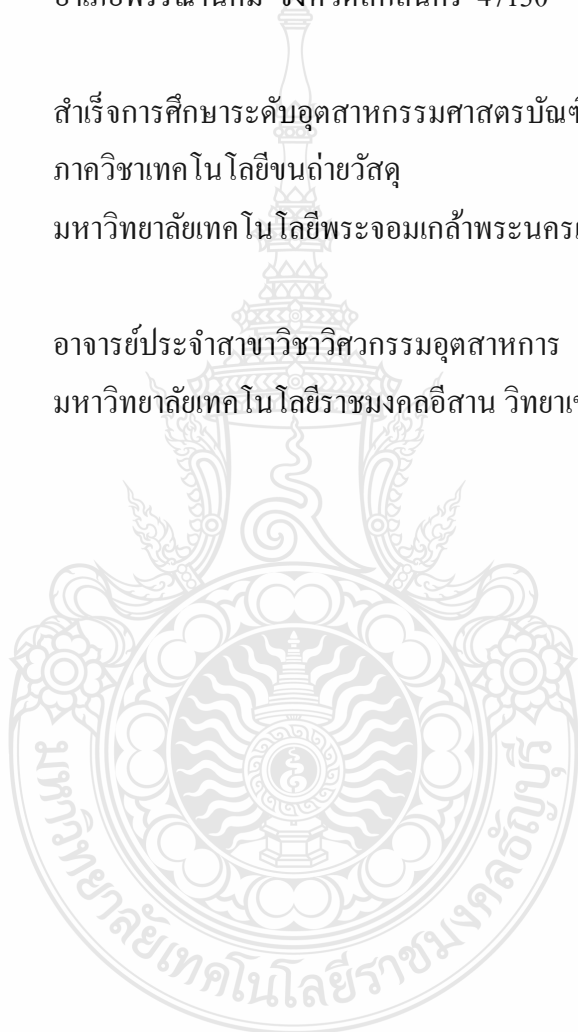 สำเร็จการศึกษาระดับอุตสาหกรรมศาสตรบัณฑิ
ภาควิชาเทคโนโลยีขนถ่ายวัสดุ
มหาวิทยาลัยเทคโนโลยีพระจอมเกล้าพระนครเ
อาจารย์ประจำสาขาวิชาวิศวกรรมอุตสาหการ
มหาวิทยาลัยเทคโนโลยีราชมงคลอีสาน วิทยาเข
มหาวิทยาลัยเทคโนโลยีราชมงคลธัญบุรี